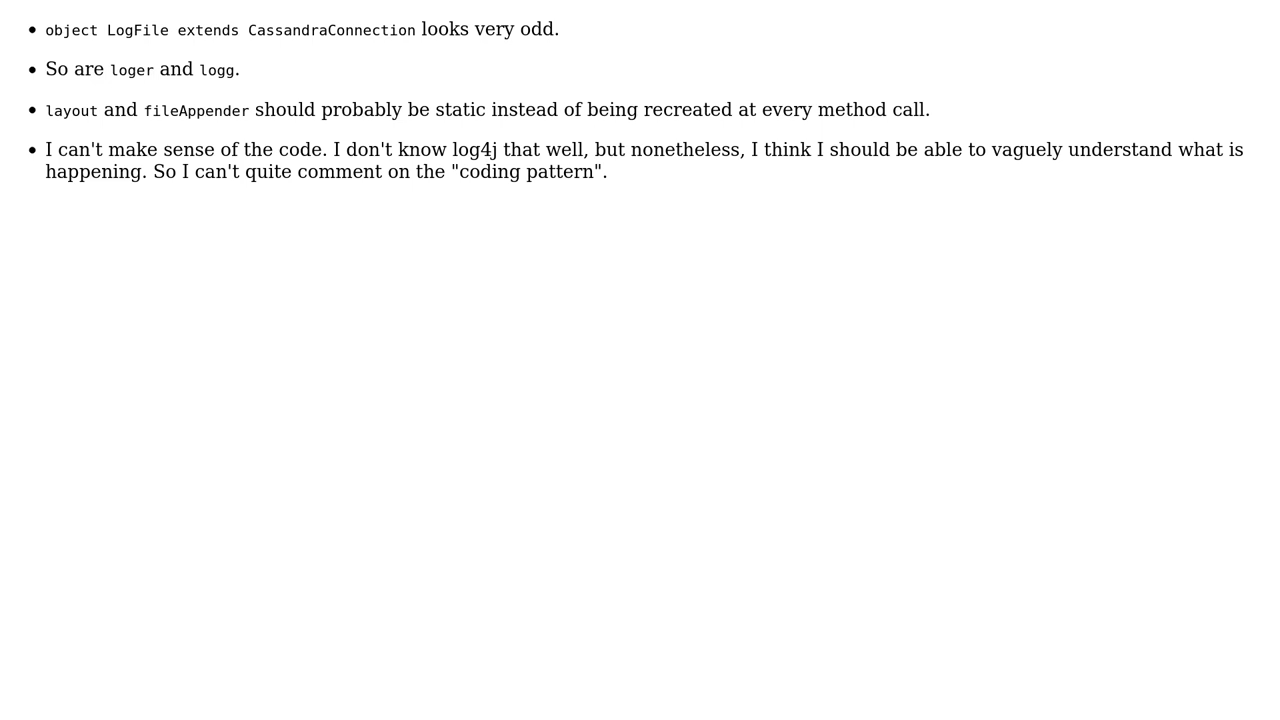 object LogFile extends CassandraConnection looks very odd.
So are loger and logg.
layout and fileAppender should probably be static instead of being recreated at every method call.
I can't make sense of the code. I don't know log4j that well, but nonetheless, I think I should be able to vaguely understand what is
happening. So I can't quite comment on the "coding pattern".